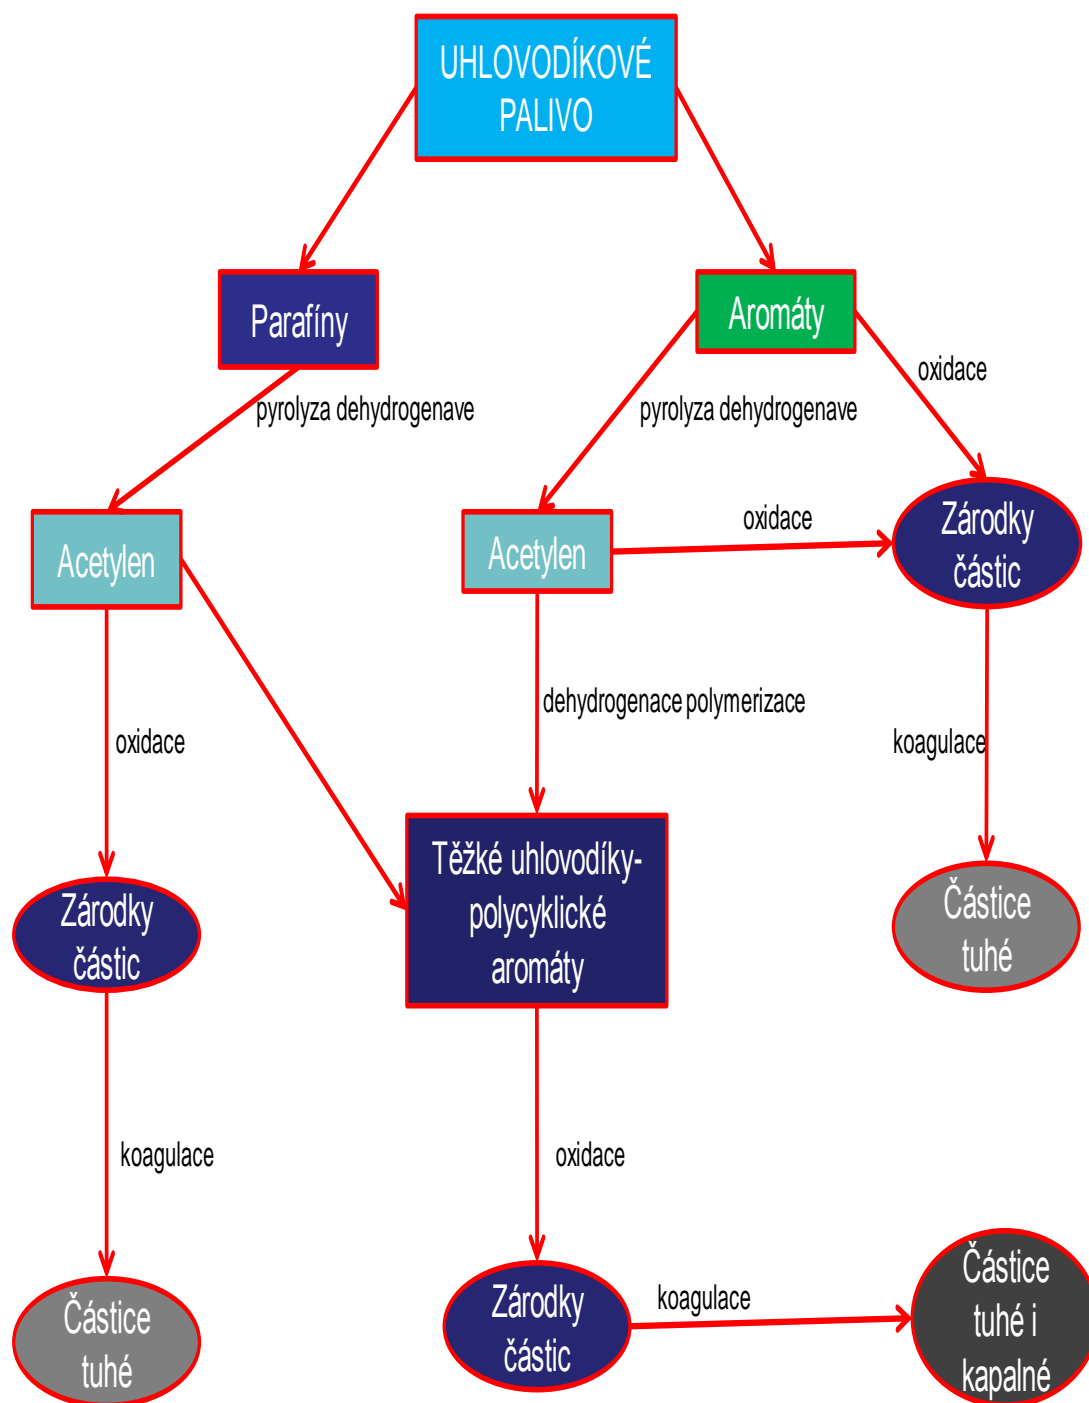 UHLOVODÍKOVÉ
PALIVO
Parafíny
Aromáty
oxidace
pyrolyza dehydrogenave
pyrolyza dehydrogenave
Acetylen
Acetylen
oxidace
Zárodky
částic
dehydrogenace polymerizace
oxidace
koagulace
Těžké uhlovodíky-
polycyklické
aromáty
Zárodky
částic
Částice
tuhé
koagulace
oxidace
Částice
tuhé
Zárodky
částic
koagulace
Částice
tuhé i
kapalné